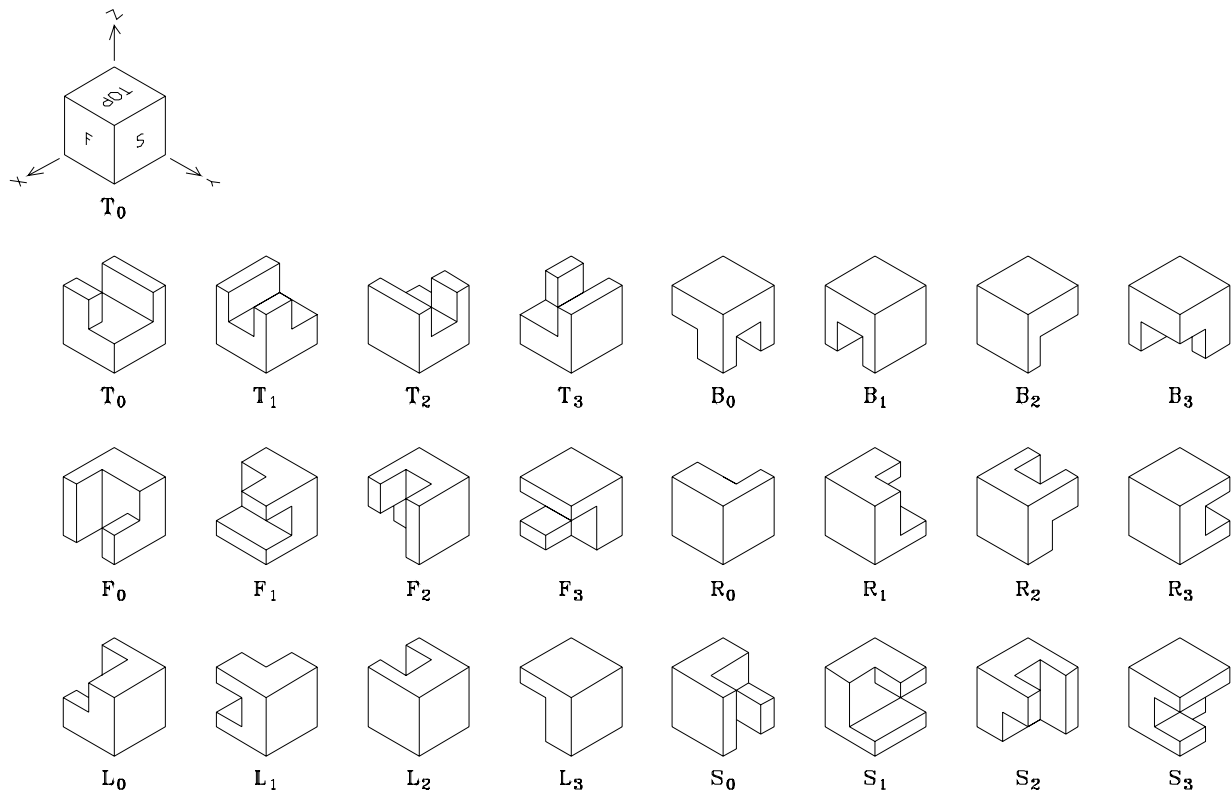 Z
TOP
F S
X Y
T0
T0 T1 T2 T3 B0 B1 B2 B3
F0 F1 F2 F3 R0 R1 R2 R3
L0 L1 L2 L3 S0 S1 S2 S3